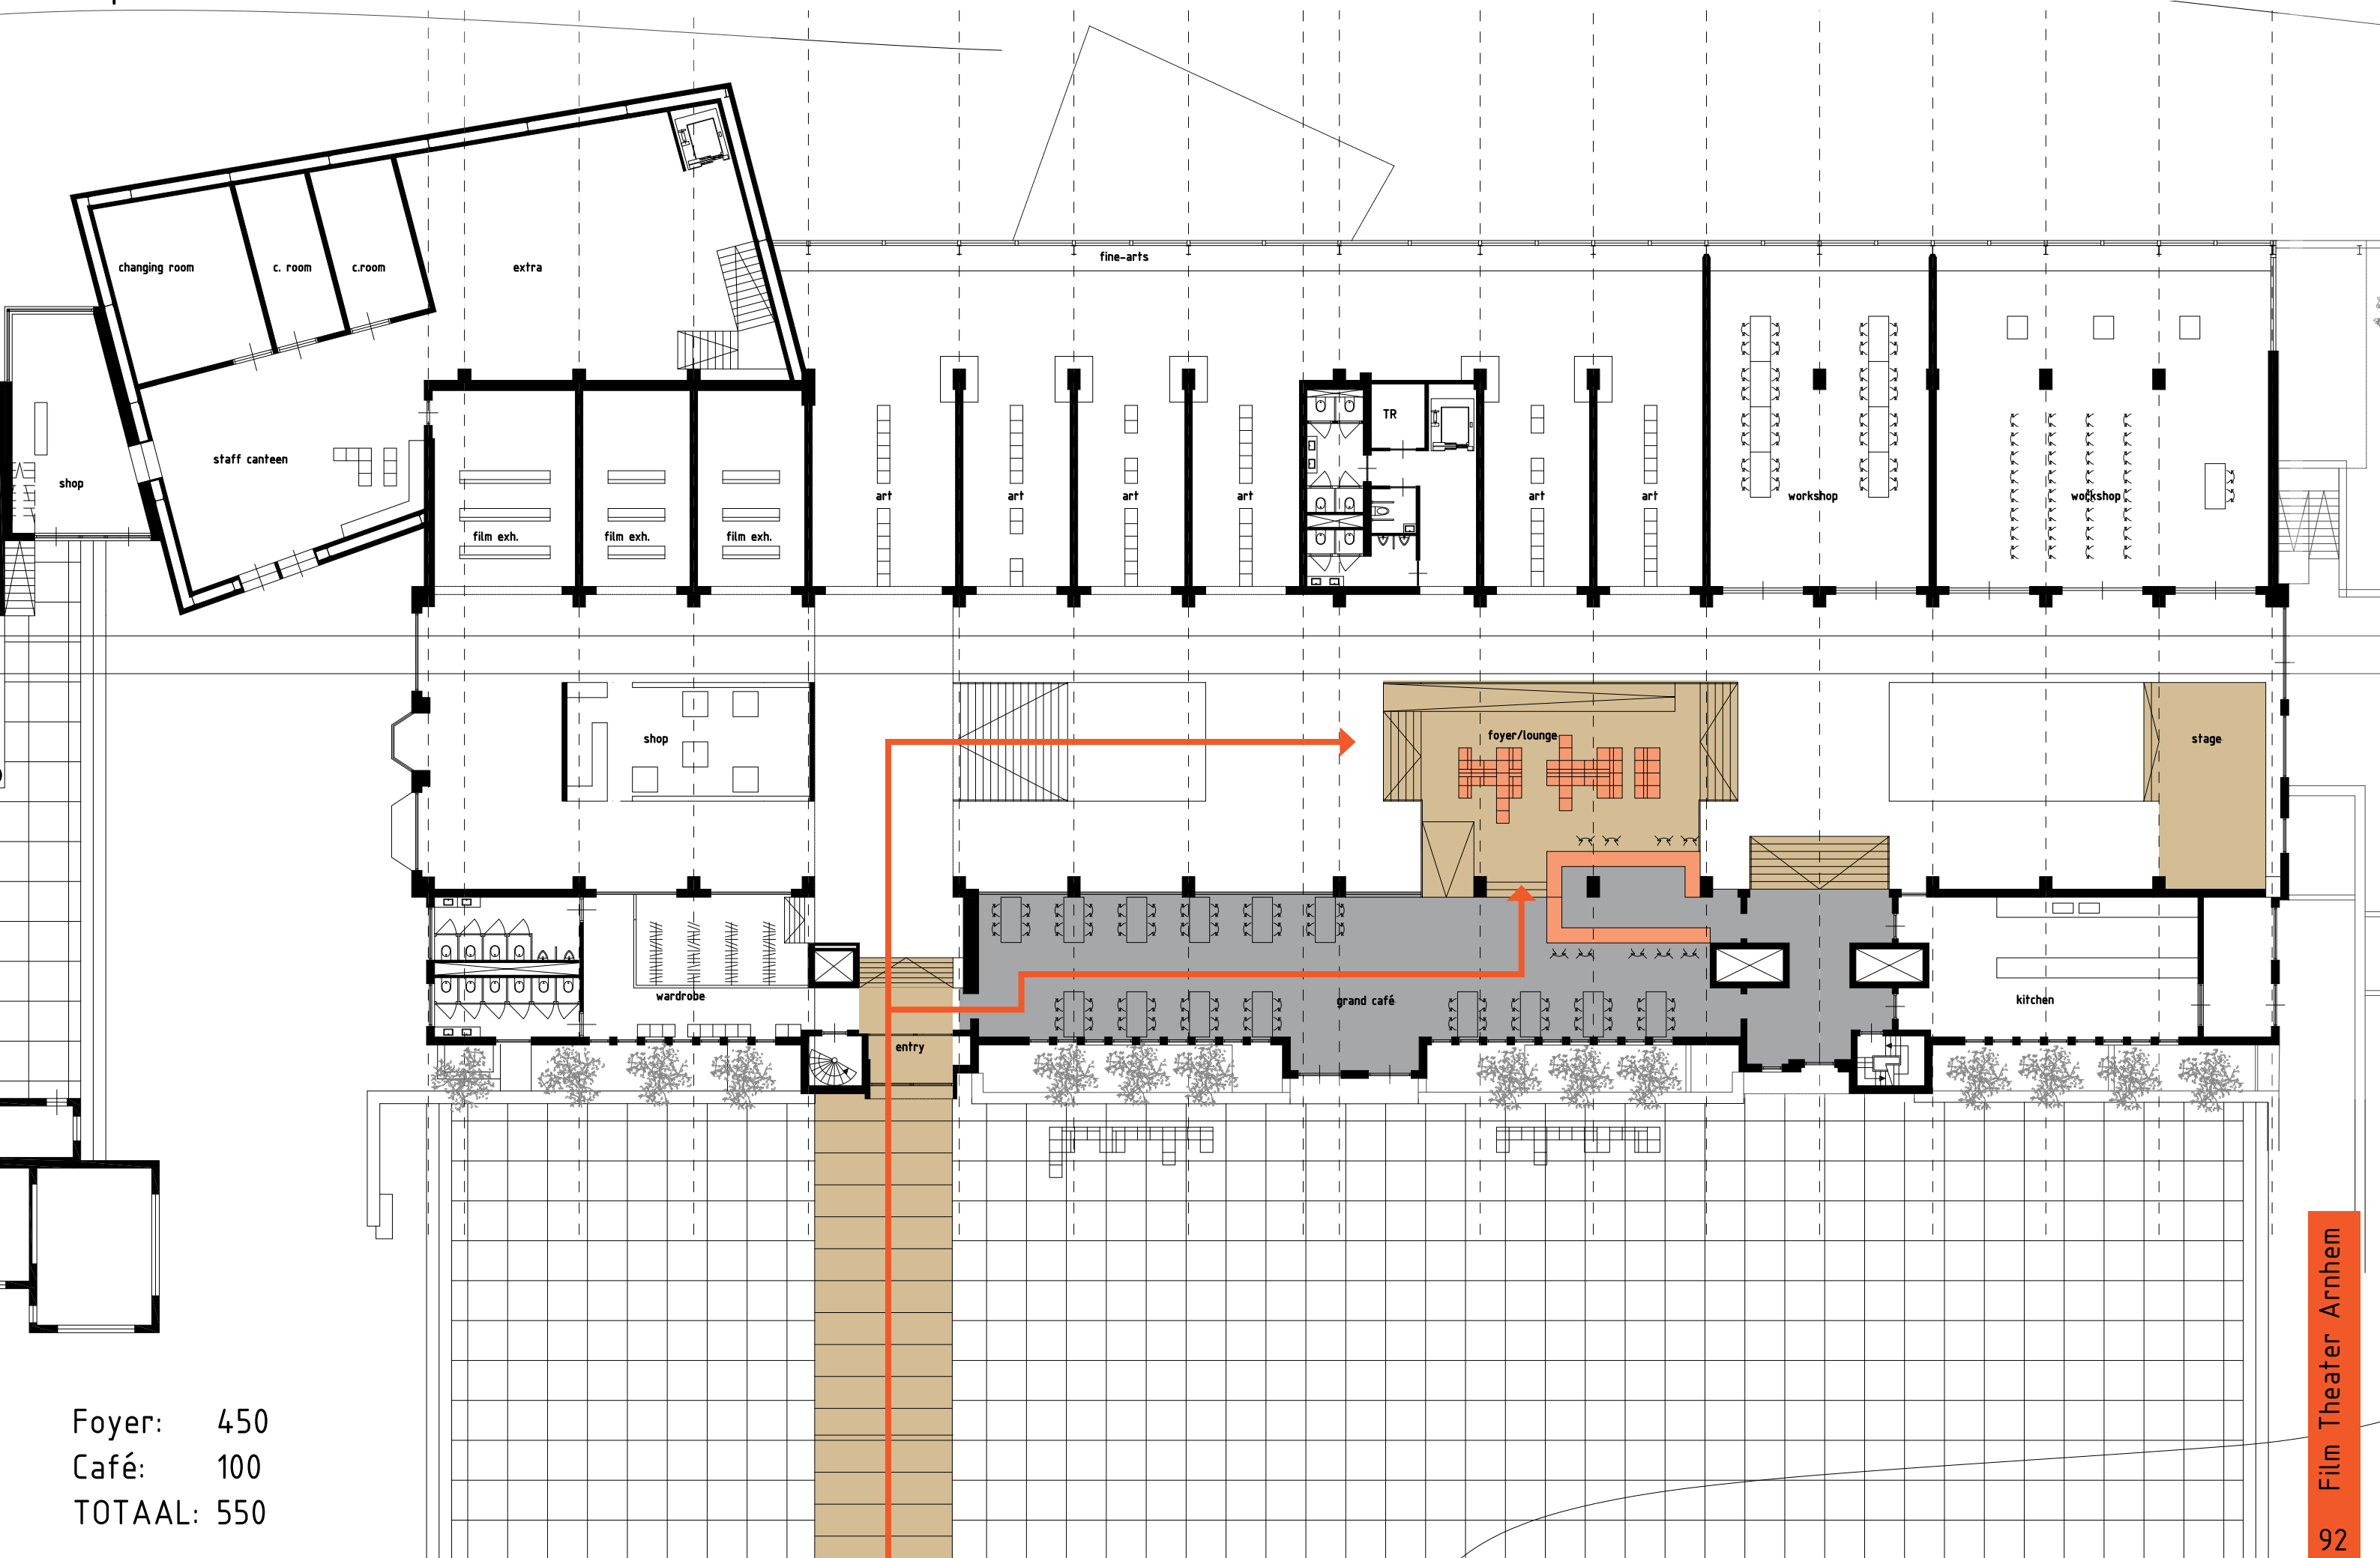 fine-arts
changing room
c. room
c.room
extra
TR
staff canteen
shop
art
art
art
art
art
art
workshop
workshop
film exh.
film exh.
film exh.
shop
foyer/lounge
stage
wardrobe
grand café
kitchen
entry
Foyer: 450
Café: 100
TOTAAL: 550
Film Theater Arnhem
92